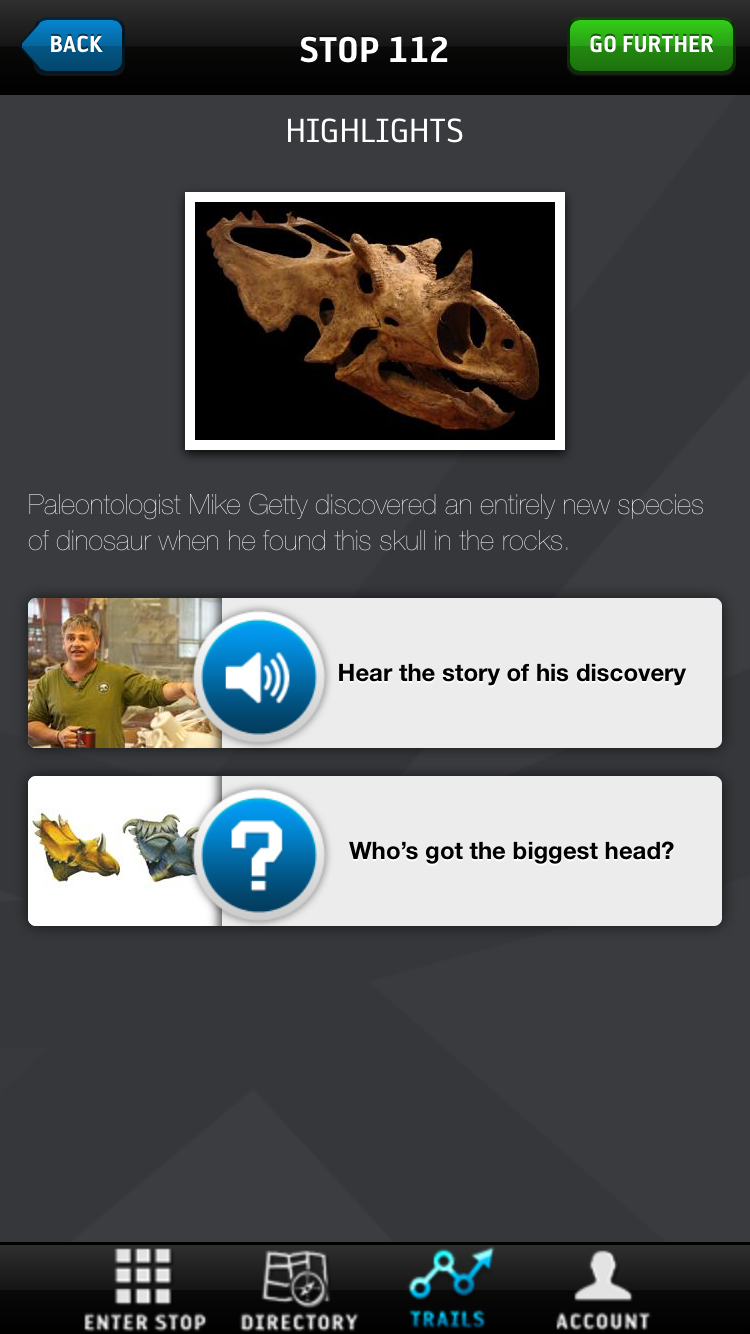 BACK
STOP 112
GO FURTHER
HIGHLIGHTS
Paleontologist Mike Getty discovered an entirely new species
of dinosaur when he found this skull in the rocks.
Hear the story of his discovery
?
Who’s got the biggest head?
ENTER STOP
DIRECTORY
TRAILS
ACCOUNT